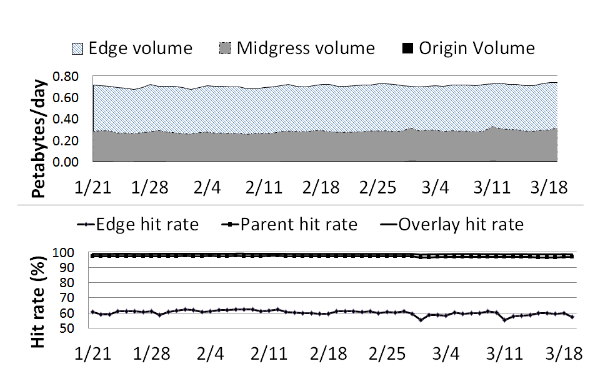 Edge volume Midgress volume Origin Volume
Petabytes/day
0.80
0.60
0.40
0.20
0.00
1/21 1/28 2/4 2/11 2/18 2/25 3/4 3/11 3/18
Edge hit rate Parent hit rate Overlay hit rate
Hit rate (%)
100
90
80
70
60
50
1/21 1/28 2/4 2/11 2/18 2/25 3/4 3/11 3/18